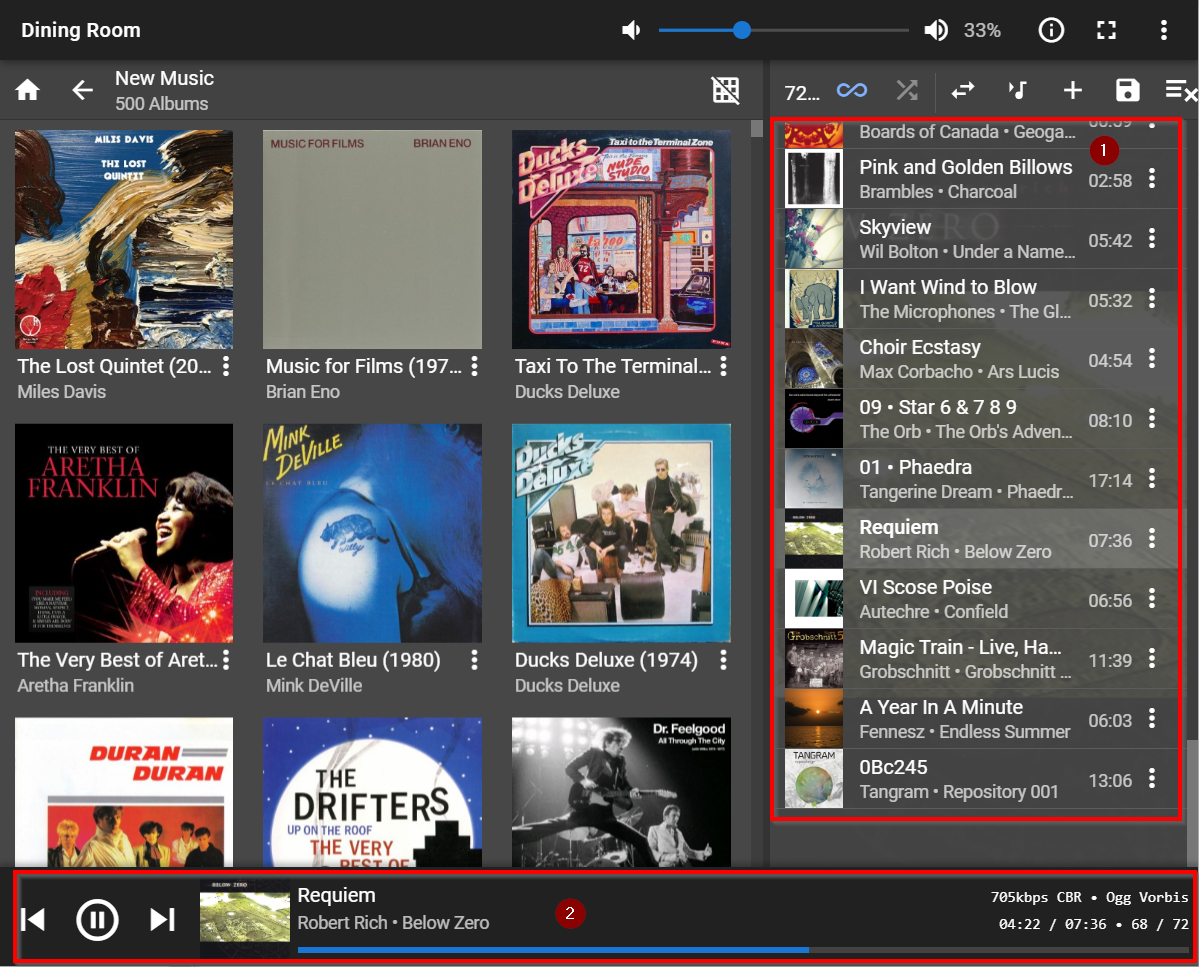 Dining Room
33%
New Music
500 Albums
72...
MILES DAVIS
THE LOST
QUINTET
The Lost Quintet (20...
Miles Davis
MUSIC FOR FILMS
BRIAN ENO
Music for Films (197...
Brian Eno
Ducks
Deluxe
Taxi to the Terminal Zone
NUDE
STUDIO
Taxi To The Terminal...
Ducks Deluxe
THE VERY BEST OF
ARETHA
FRANKLIN
INCLUDING
The Very Best of Aret...
Aretha Franklin
MINK
DEVILLE
LE CHAT BLEU
Le Chat Bleu (1980)
Mink DeVille
Ducks
Deluxe
Ducks Deluxe (1974)
Ducks Deluxe
DURAN
DURAN
THE
DRIFTERS
UP ON THE ROOF
THE VERY
BEST OF
Dr. Feelgood
All Through The City
Boards of Canada • Geoga...
00:59
1
Pink and Golden Billows
Brambles • Charcoal
02:58
Skyview
Wil Bolton • Under a Name...
05:42
I Want Wind to Blow
The Microphones • The Gl...
05:32
Choir Ecstasy
Max Corbacho • Ars Lucis
04:54
09 • Star 6 & 7 8 9
The Orb • The Orb's Adven...
08:10
01 • Phaedra
Tangerine Dream • Phaedr...
17:14
BELOW ZERO
Requiem
Robert Rich • Below Zero
07:36
VI Scose Poise
Autechre • Confield
06:56
Grobschnitt
Magic Train - Live, Ha...
Grobschnitt • Grobschnitt ...
11:39
A Year In A Minute
Fennesz • Endless Summer
06:03
TANGRAM
0Bc245
Tangram • Repository 001
13:06
BELOW ZERO
Requiem
Robert Rich • Below Zero
2
705kbps CBR • Ogg Vorbis
04:22 / 07:36 • 68 / 72